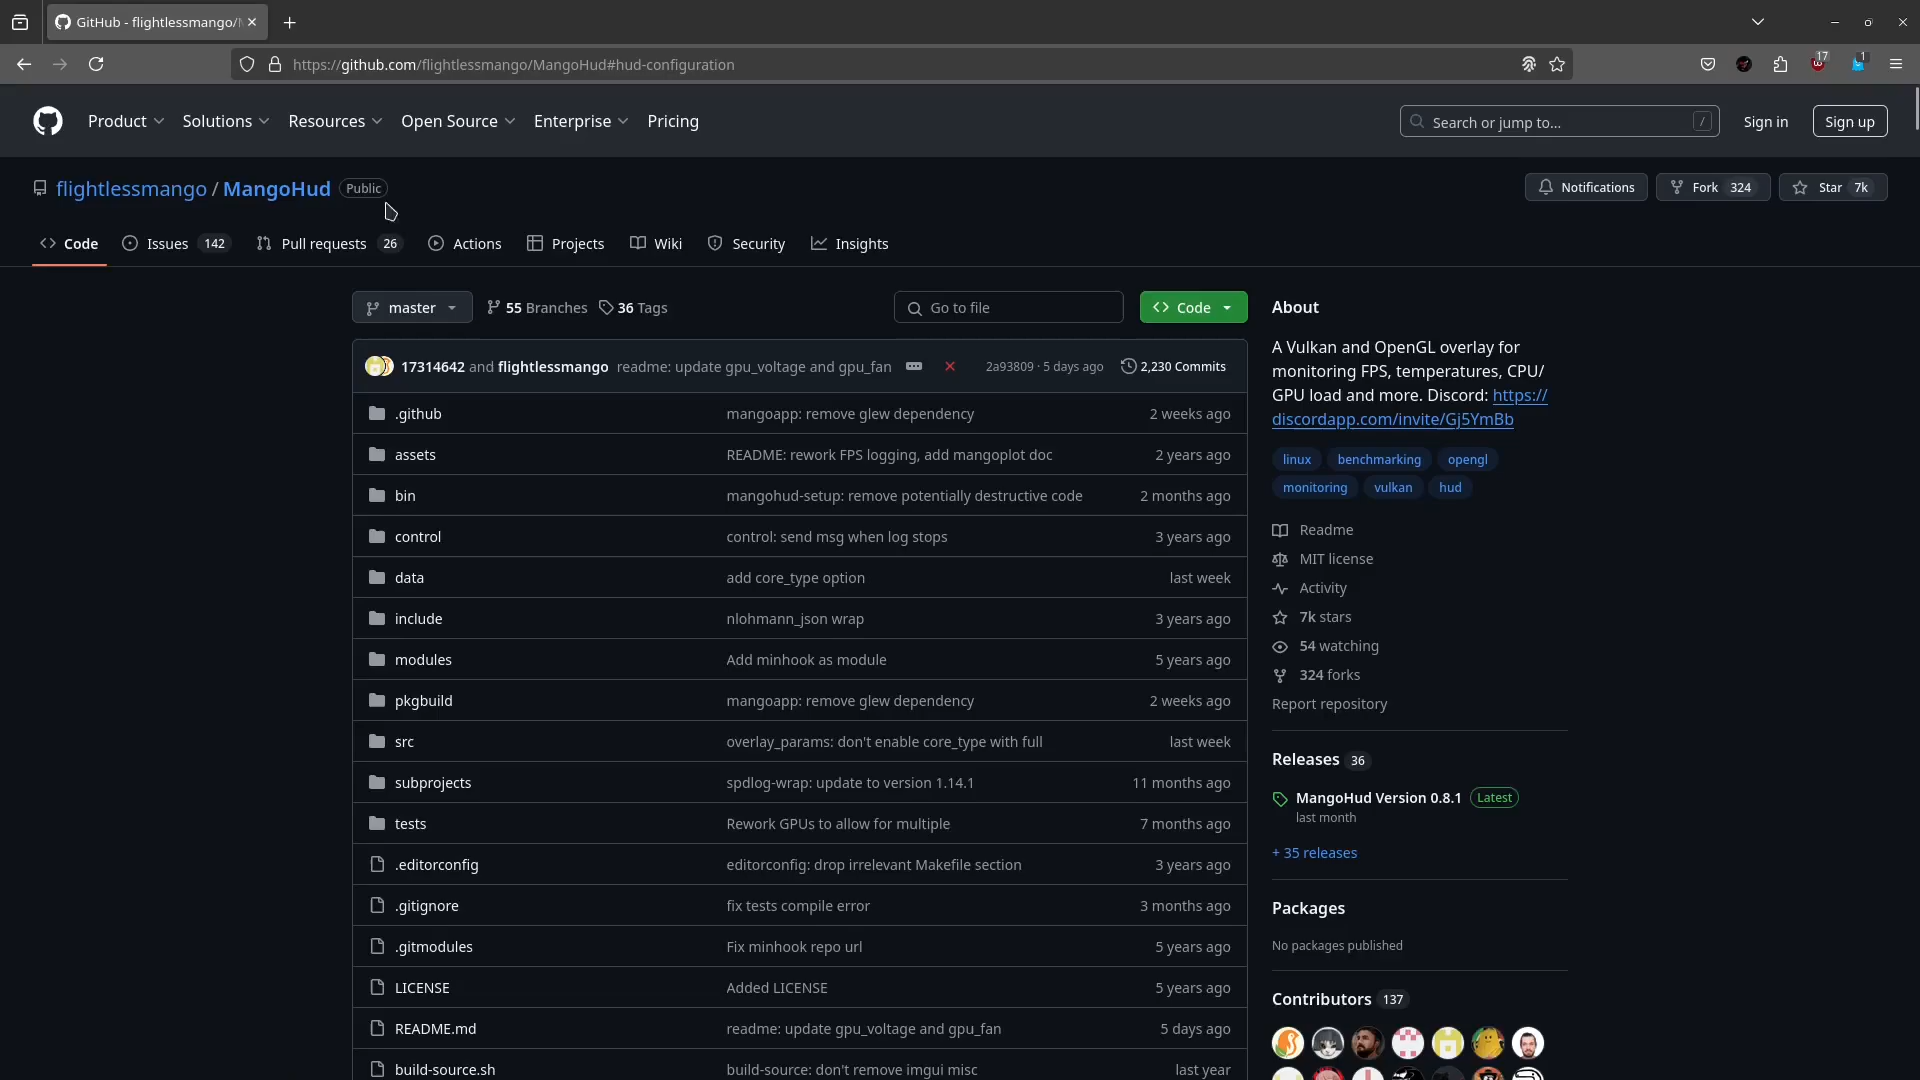 GitHub - flightlessmango/
https://github.com/flightlessmango/MangoHud#hud-configuration
17
1
Product
Solutions
Resources
Open Source
Enterprise
Pricing
Search or jump to...
/
Sign in
Sign up
flightlessmango / MangoHud Public
Notifications
Fork 324
Star 7k
Code
Issues 142
Pull requests 26
Actions
Projects
Wiki
Security
Insights
master
55 Branches
36 Tags
Go to file
Code
17314642 and flightlessmango readme: update gpu_voltage and gpu_fan 2a93809 · 5 days ago 2,230 Commits
.github mangoapp: remove glew dependency 2 weeks ago
assets README: rework FPS logging, add mangoplot doc 2 years ago
bin mangohud-setup: remove potentially destructive code 2 months ago
control control: send msg when log stops 3 years ago
data add core_type option last week
include nlohmann_json wrap 3 years ago
modules Add minhook as module 5 years ago
pkgbuild mangoapp: remove glew dependency 2 weeks ago
src overlay_params: don't enable core_type with full last week
subprojects spdlog-wrap: update to version 1.14.1 11 months ago
tests Rework GPUs to allow for multiple 7 months ago
.editorconfig editorconfig: drop irrelevant Makefile section 3 years ago
.gitignore fix tests compile error 3 months ago
.gitmodules Fix minhook repo url 5 years ago
LICENSE Added LICENSE 5 years ago
README.md readme: update gpu_voltage and gpu_fan 5 days ago
build-source.sh build-source: don't remove imgui misc last year
About
A Vulkan and OpenGL overlay for
monitoring FPS, temperatures, CPU/
GPU load and more. Discord: https://
discordapp.com/invite/Gj5YmBb
linux benchmarking opengl
monitoring vulkan hud
Readme
MIT license
Activity
7k stars
54 watching
324 forks
Report repository
Releases 36
MangoHud Version 0.8.1 Latest
last month
+ 35 releases
Packages
No packages published
Contributors 137